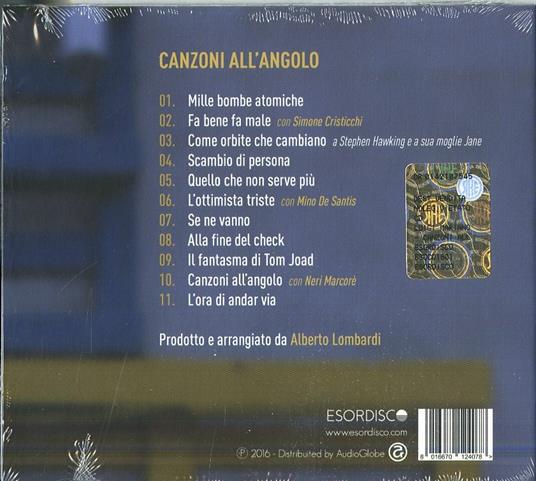 CANZONI ALL'ANGOLO
01. Mille bombe atomiche
02. Fa bene fa male con Simone Cristicchi
03. Come orbite che cambiano a Stephen Hawking e a sua moglie Jane
04. Scambio di persona
05. Quello che non serve più
06. L'ottimista triste con Mino De Santis
07. Se ne vanno
08. Alla fine del check
09. Il fantasma di Tom Joad
10. Canzoni all'angolo con Neri Marcorè
11. L'ora di andar via
Prodotto e arrangiato da Alberto Lombardi
ESORDISCO
www.esordisco.com
℗ 2016 - Distributed by AudioGlobe
8 016670 124078 >